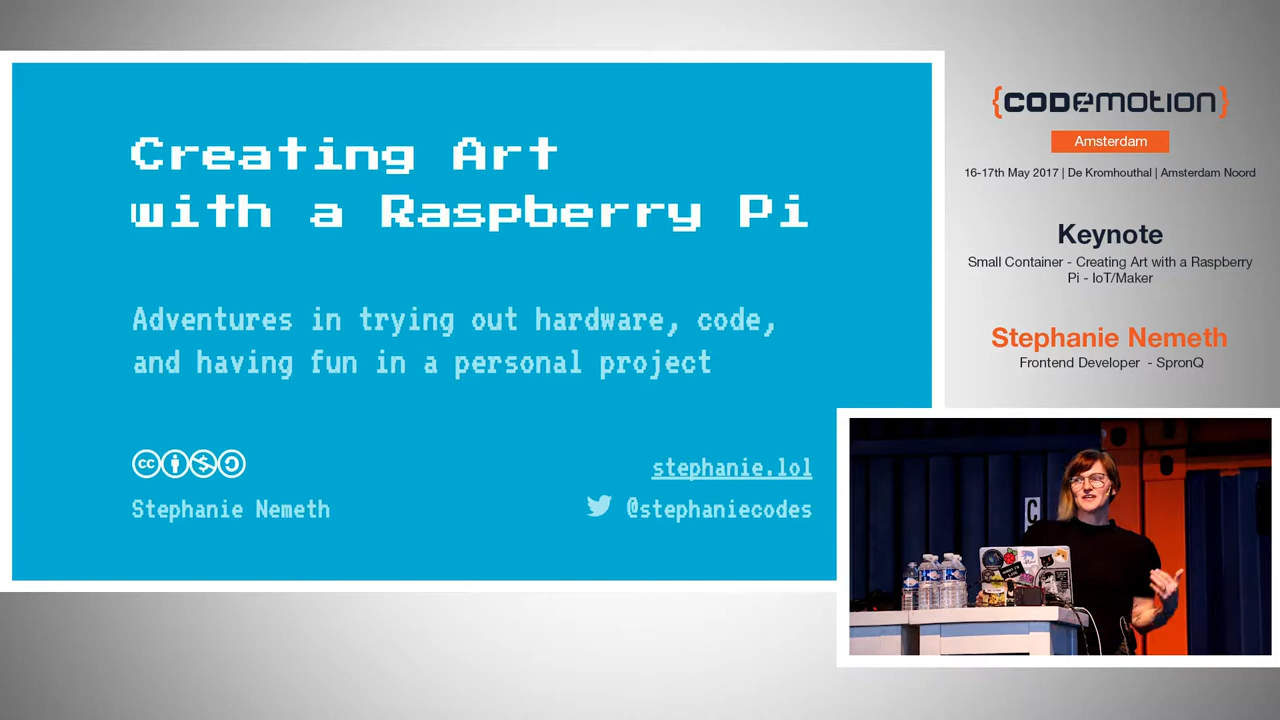 Creating Art
with a Raspberry Pi
Adventures in trying out hardware, code,
and having fun in a personal project
cc
Stephanie Nemeth
stephanie.lol
@stephaniecodes
{codemotion}
Amsterdam
16-17th May 2017 | De Kromhouthal | Amsterdam Noord
Keynote
Small Container - Creating Art with a Raspberry
Pi - IoT/Maker
Stephanie Nemeth
Frontend Developer - SpronQ
C